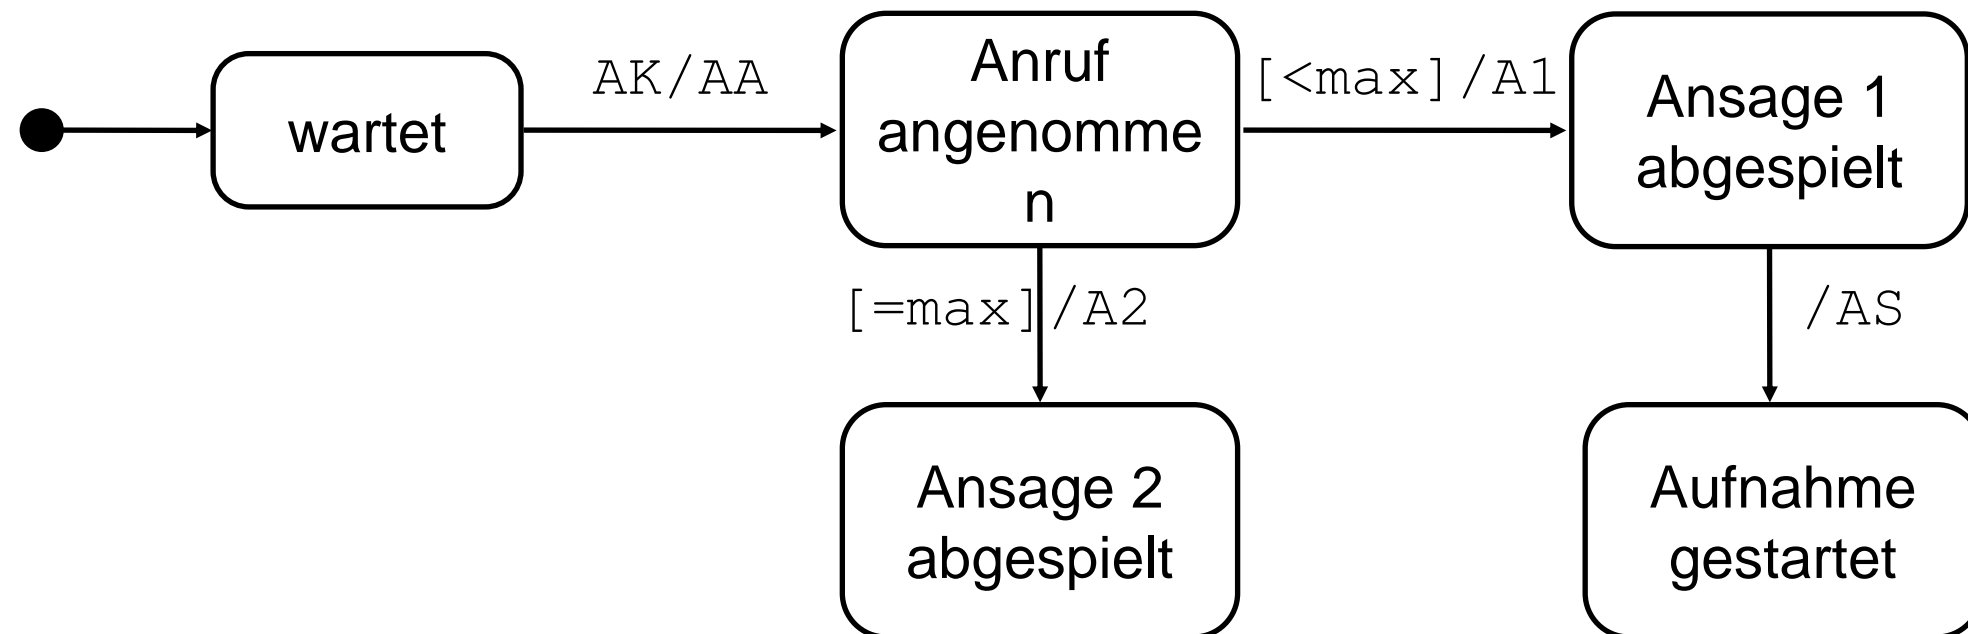 wartet
AK/AA
Anruf
angenomme
n
[<max]/A1
Ansage 1
abgespielt
[=max]/A2
/AS
Ansage 2
abgespielt
Aufnahme
gestartet